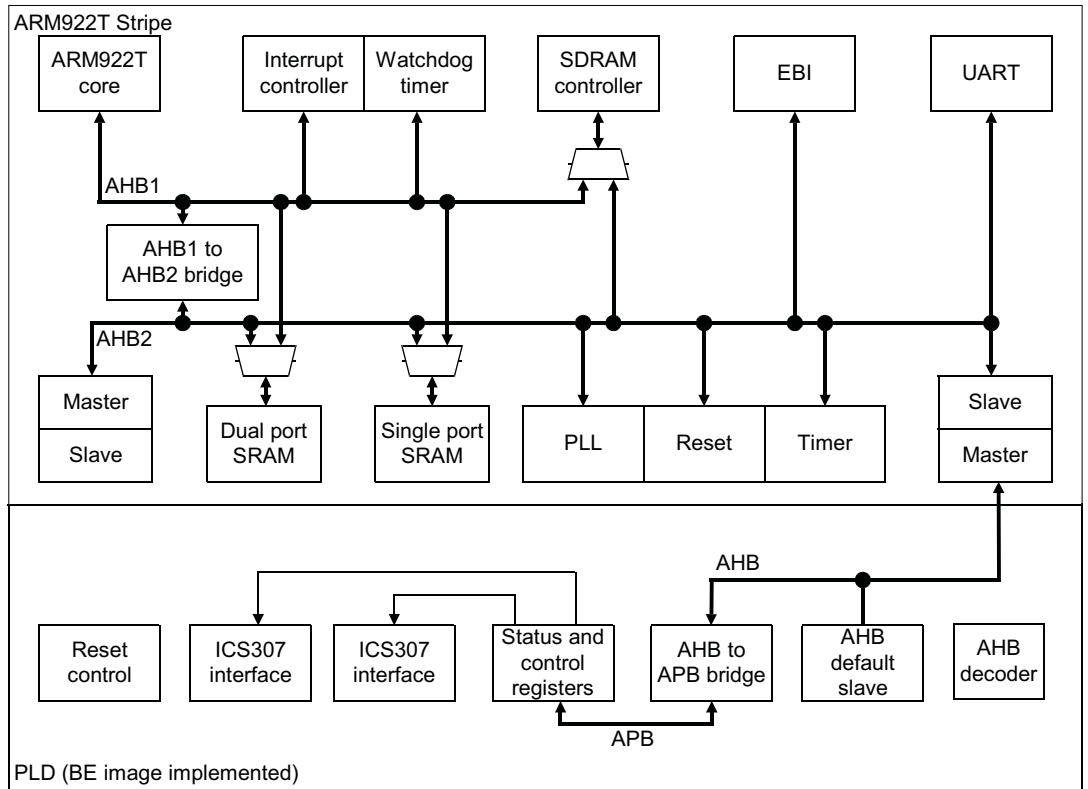 ARM922T Stripe
ARM922T
core
Interrupt
controller
Watchdog
timer
SDRAM
controller
EBI
UART
AHB1
AHB1 to
AHB2 bridge
AHB2
Master
Slave
Dual port
SRAM
Single port
SRAM
PLL
Reset
Timer
Slave
Master
AHB
Reset
control
ICS307
interface
ICS307
interface
Status and
control
registers
AHB to
APB bridge
AHB
default
slave
AHB
decoder
APB
PLD (BE image implemented)